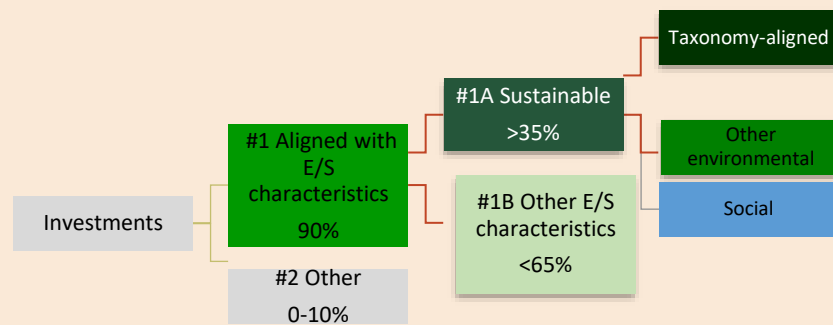 Taxonomy-aligned
#1A Sustainable
>35%
#1 Aligned with
E/S
characteristics
90%
Other
environmental
#1B Other E/S
characteristics
<65%
Social
Investments
#2 Other
0-10%